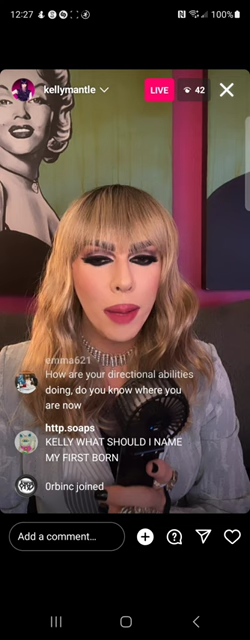 12:27
100%
kellymantle
LIVE
42
emma621
How are your directional abilities
doing, do you know where you
are now
http.soaps
KELLY WHAT SHOULD I NAME
MY FIRST BORN
0rbinc joined
Add a comment...